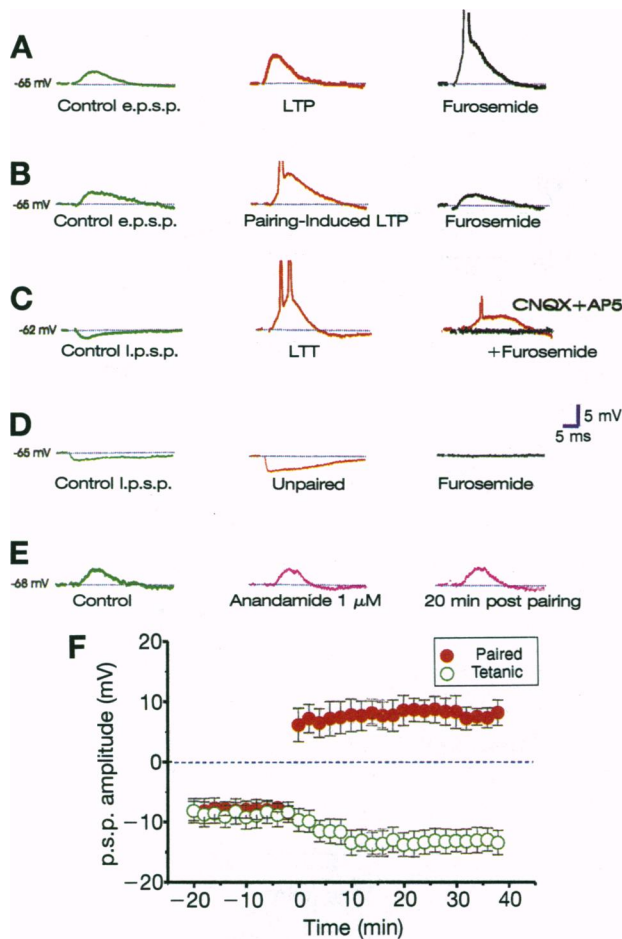 A
-65 mV
Control e.p.s.p.
LTP
Furosemide
B
-65 mV
Control e.p.s.p.
Pairing-Induced LTP
Furosemide
C
CNQX+AP5
-62 mV
Control I.p.s.p.
LTT
+Furosemide
5 mV
5 ms
D
-65 mV
Control I.p.s.p.
Unpaired
Furosemide
E
-68 mV
Control
Anandamide 1 µM
20 min post pairing
F
Paired
Tetanic
p.s.p. amplitude (mV)
20
10
0
−10
−20
−20 −10 0 10 20 30 40
Time (min)